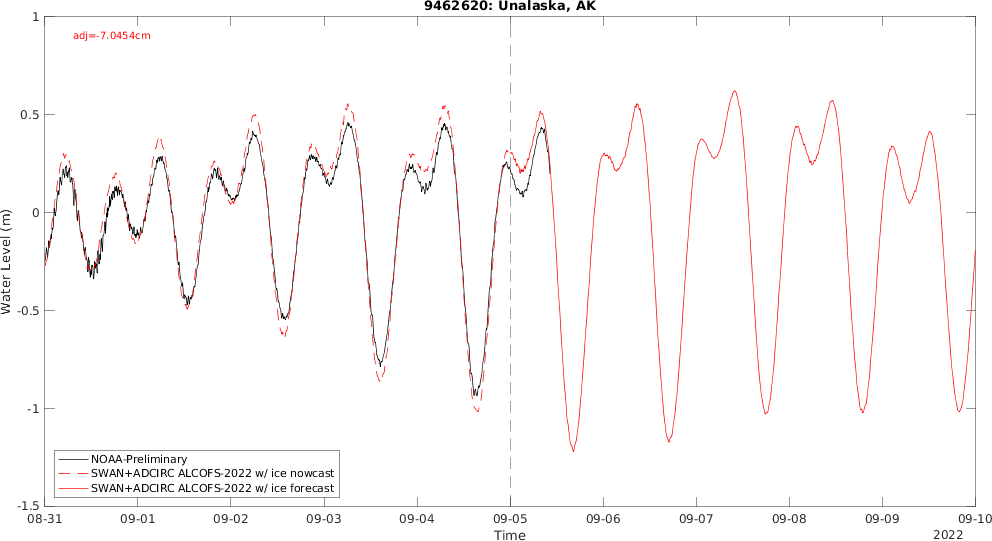 9462620: Unalaska, AK
adj=-7.0454cm
Water Level (m)
1
0.5
0
-0.5
-1
-1.5
NOAA-Preliminary
SWAN+ADCIRC ALCOFS-2022 w/ ice nowcast
SWAN+ADCIRC ALCOFS-2022 w/ ice forecast
08-31 09-01 09-02 09-03 09-04 09-05 09-06 09-07 09-08 09-09 09-10
Time
2022